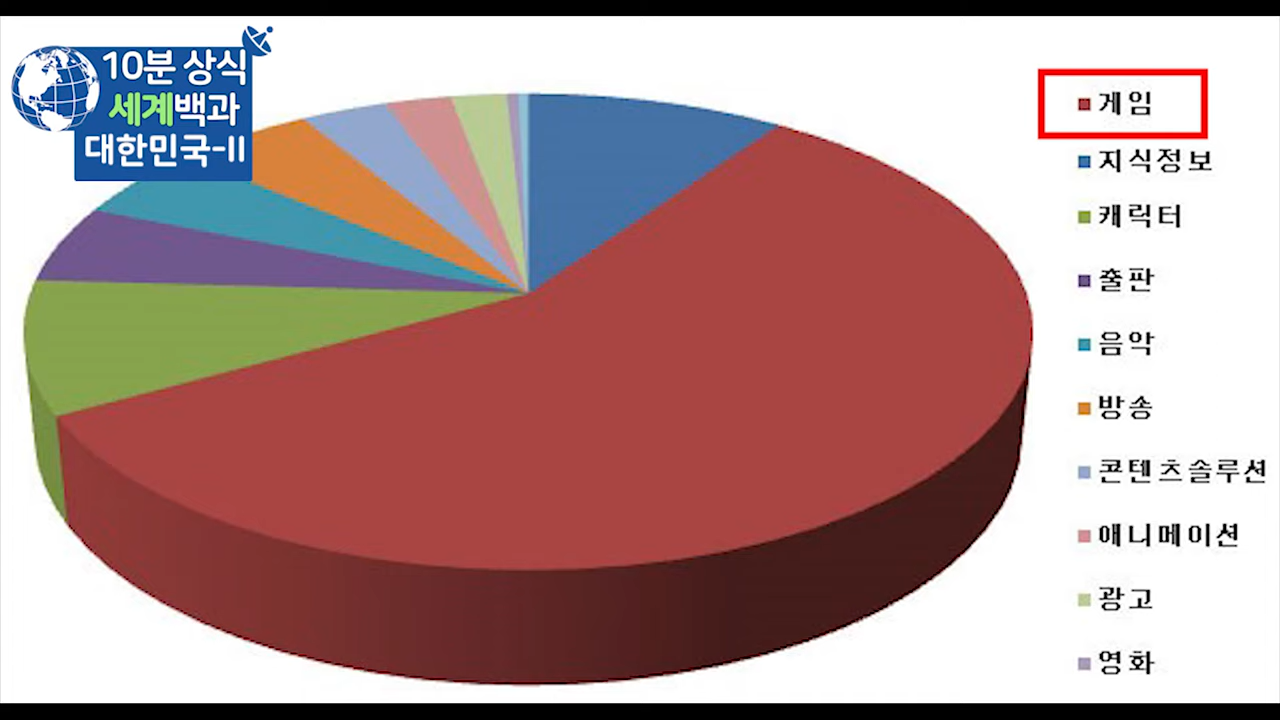 10분 상식
세계백과
대한민국-II
게임
지식정보
캐릭터
출판
음악
방송
콘텐츠솔루션
애니메이션
광고
영화